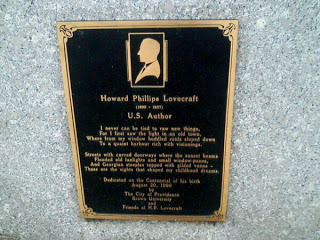 Howard Phillips Lovecraft
(1890 - 1937)
U.S. Author
I never can be tied to raw new things,
For I first saw the light in an old town,
Where from my window huddled roofs sloped down
To a quaint harbour rich with visionings.
Streets with carved doorways where the sunset beams
Flooded old fanlights and small window-panes,
And Georgian steeples topped with gilded vanes -
These are the sights that shaped my childhood dreams.
Dedicated on the Centennial of his birth
August 20, 1990
by
The City of Providence
Brown University
and
Friends of H.P. Lovecraft